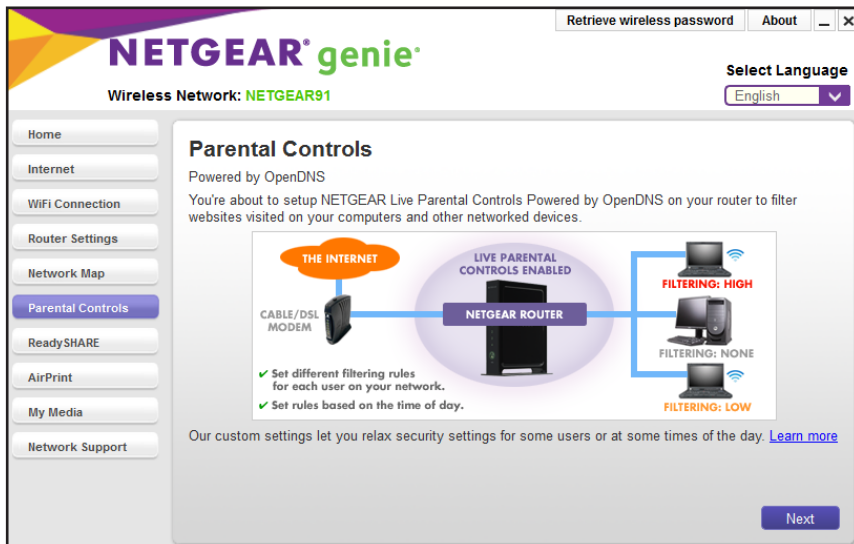 Retrieve wireless password
About
NETGEAR® genie®
Select Language
Wireless Network: NETGEAR91
English
Home
Internet
WiFi Connection
Router Settings
Network Map
Parental Controls
ReadySHARE
AirPrint
My Media
Network Support
Parental Controls
Powered by OpenDNS
You're about to setup NETGEAR Live Parental Controls Powered by OpenDNS on your router to filter
websites visited on your computers and other networked devices.
THE INTERNET
LIVE PARENTAL
CONTROLS ENABLED
FILTERING: HIGH
CABLE/DSL
MODEM
NETGEAR ROUTER
FILTERING: NONE
✔ Set different filtering rules
for each user on your network.
✔ Set rules based on the time of day.
FILTERING: LOW
Our custom settings let you relax security settings for some users or at some times of the day. Learn more
Next